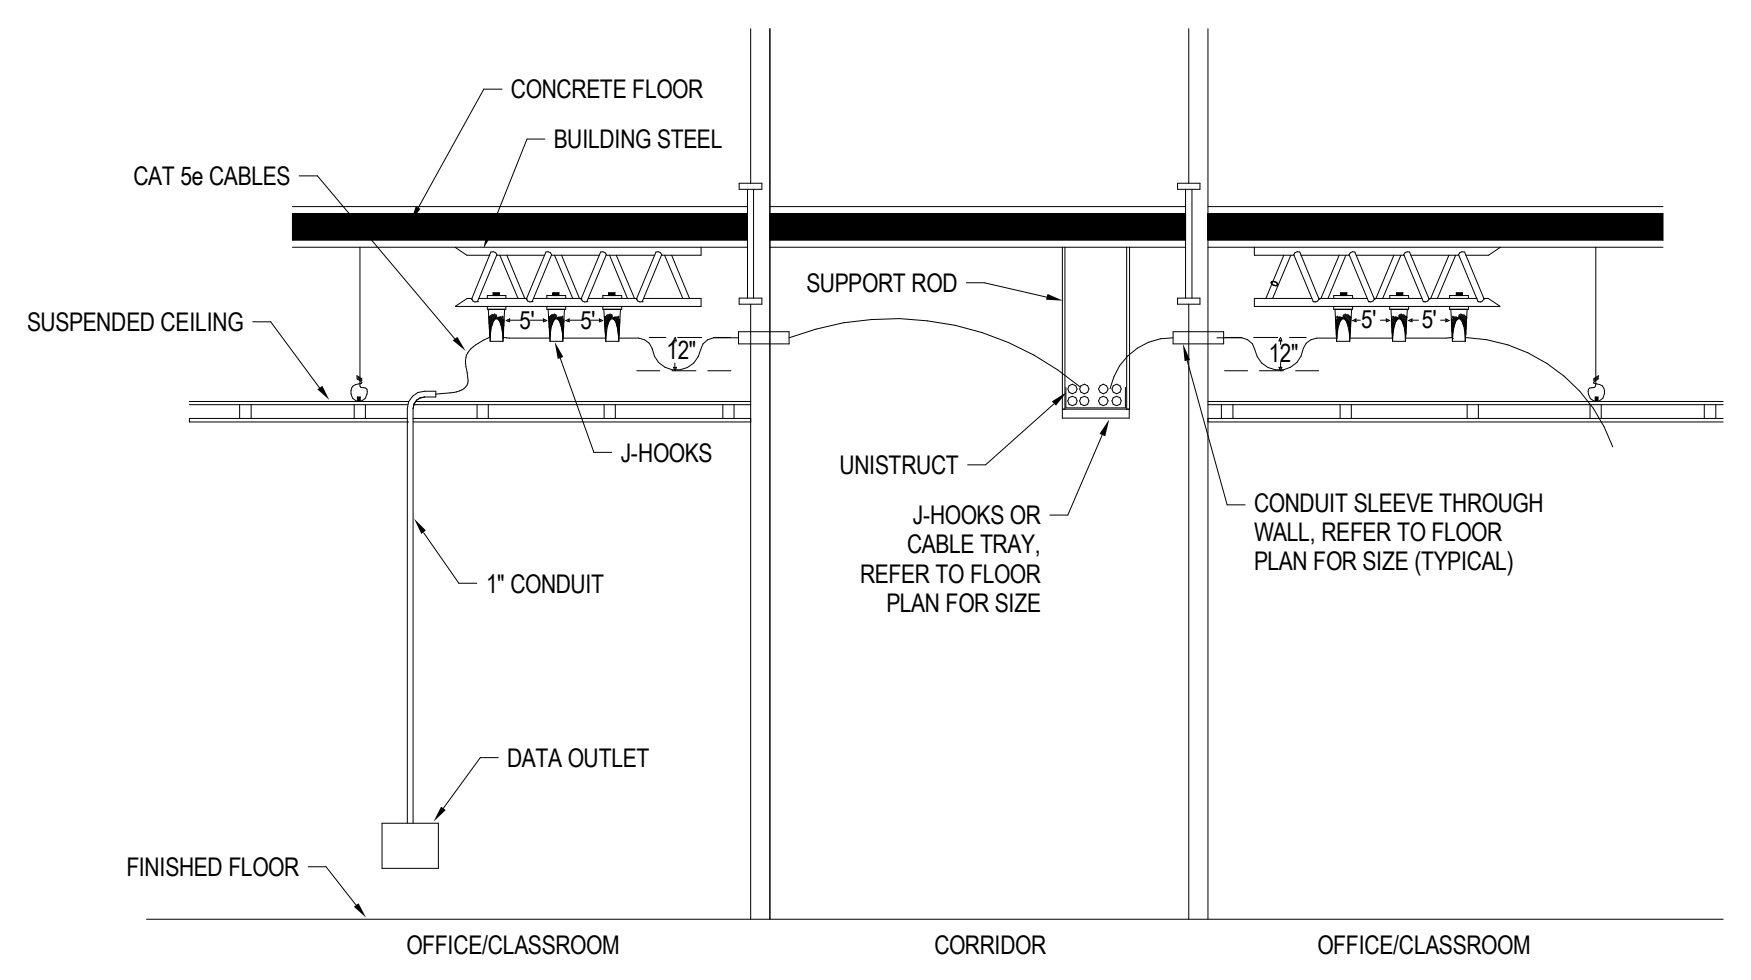 CONCRETE FLOOR
BUILDING STEEL
CAT 5e CABLES
SUPPORT ROD
SUSPENDED CEILING
5'
5'
12"
5'
5'
12"
J-HOOKS
UNISTRUCT
J-HOOKS OR
CABLE TRAY,
REFER TO FLOOR
PLAN FOR SIZE
CONDUIT SLEEVE THROUGH
WALL, REFER TO FLOOR
PLAN FOR SIZE (TYPICAL)
1" CONDUIT
DATA OUTLET
FINISHED FLOOR
OFFICE/CLASSROOM
CORRIDOR
OFFICE/CLASSROOM